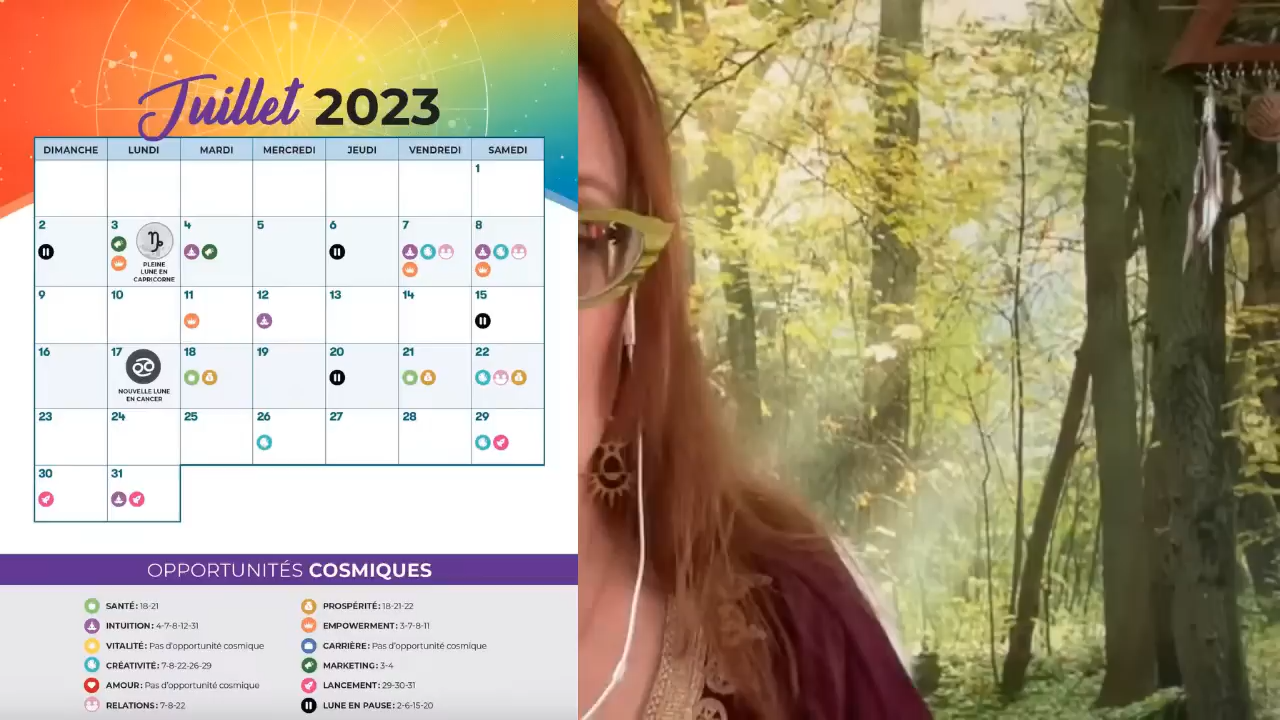 Juillet 2023
DIMANCHE LUNDI MARDI MERCREDI JEUDI VENDREDI SAMEDI
1
2 3 4 5 6 7 8
PLEINE
LUNE EN
CAPRICORNE
9 10 11 12 13 14 15
16 17 18 19 20 21 22
NOUVELLE LUNE
EN CANCER
23 24 25 26 27 28 29
30 31
OPPORTUNITÉS COSMIQUES
SANTÉ: 18-21
INTUITION: 4-7-8-12-31
VITALITÉ: Pas d'opportunité cosmique
CRÉATIVITÉ: 7-8-22-26-29
AMOUR: Pas d'opportunité cosmique
RELATIONS: 7-8-22
PROSPÉRITÉ: 18-21-22
EMPOWERMENT: 3-7-8-11
CARRIÈRE: Pas d'opportunité cosmique
MARKETING: 3-4
LANCEMENT: 29-30-31
LUNE EN PAUSE: 2-6-15-20